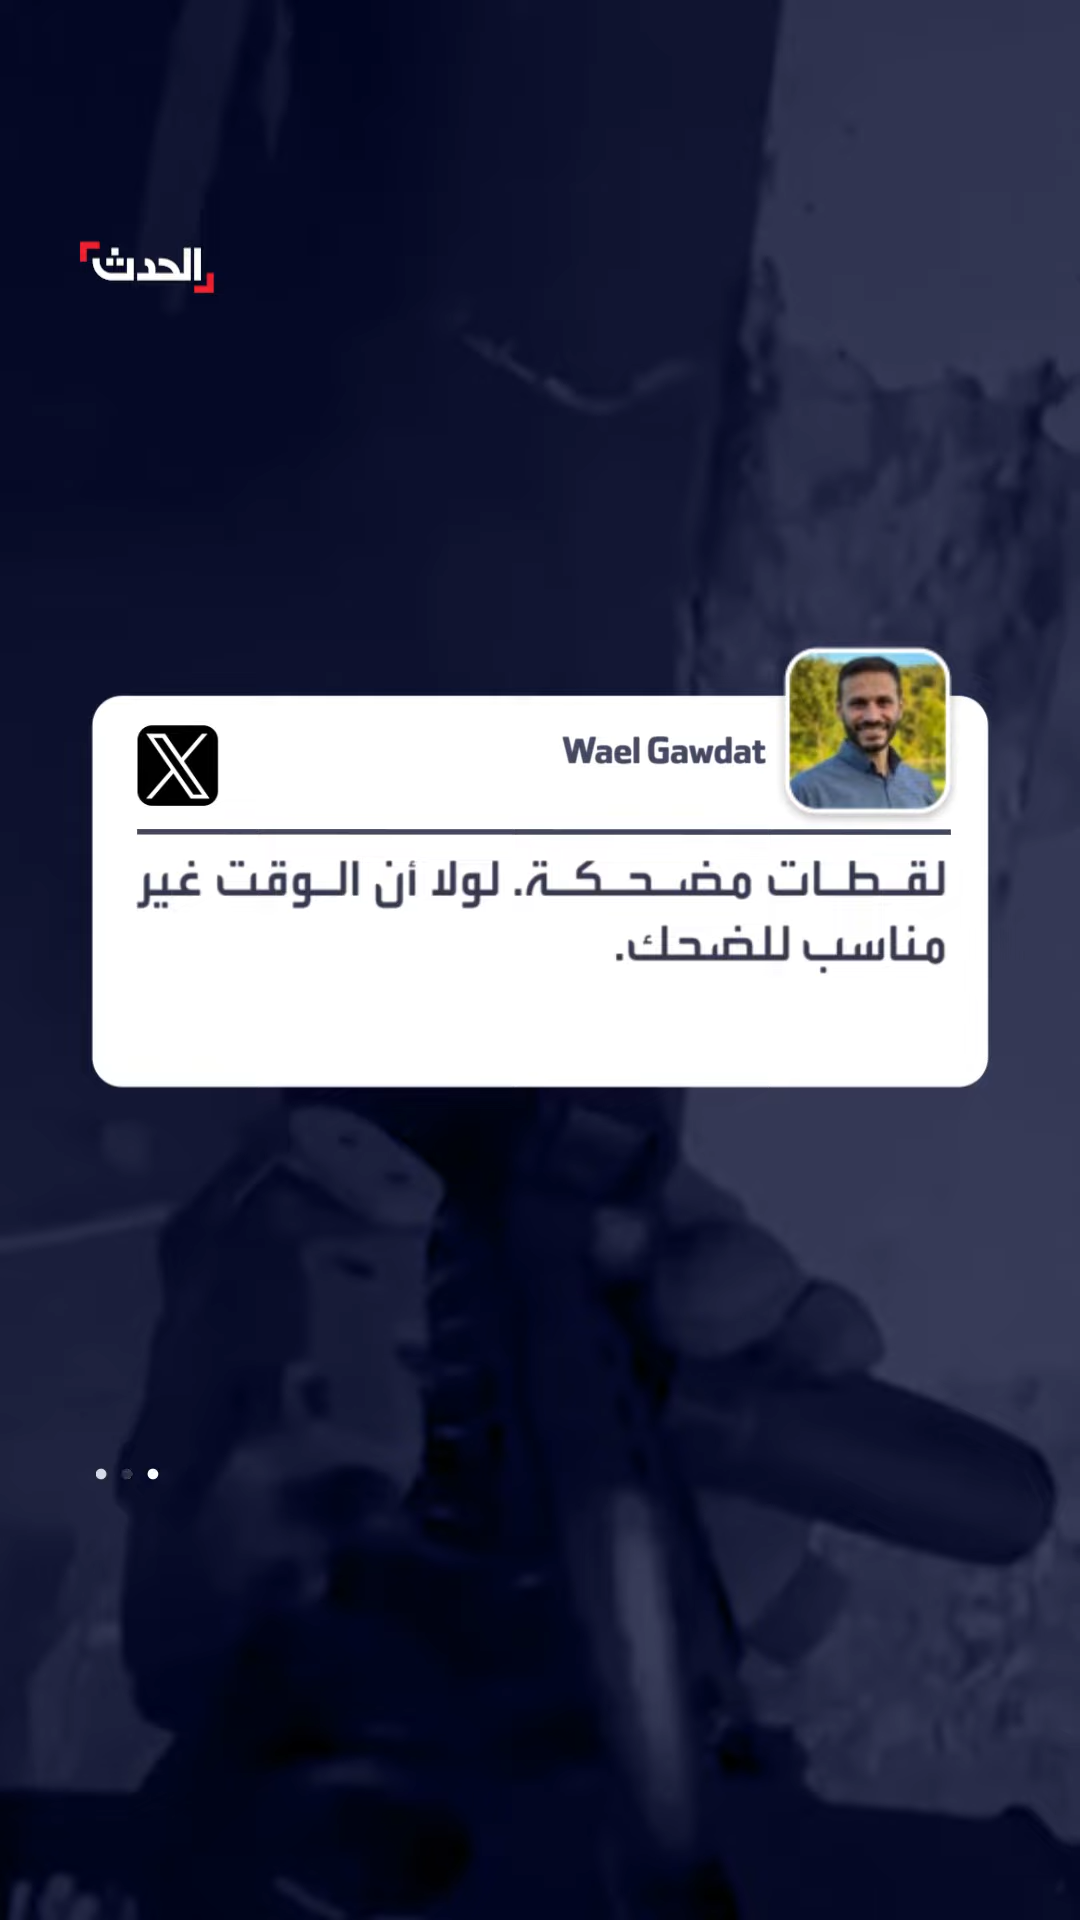 الحدث
Wael Gawdat
لقطات مضحكة. لولا أن الوقت غير
مناسب للضحك.